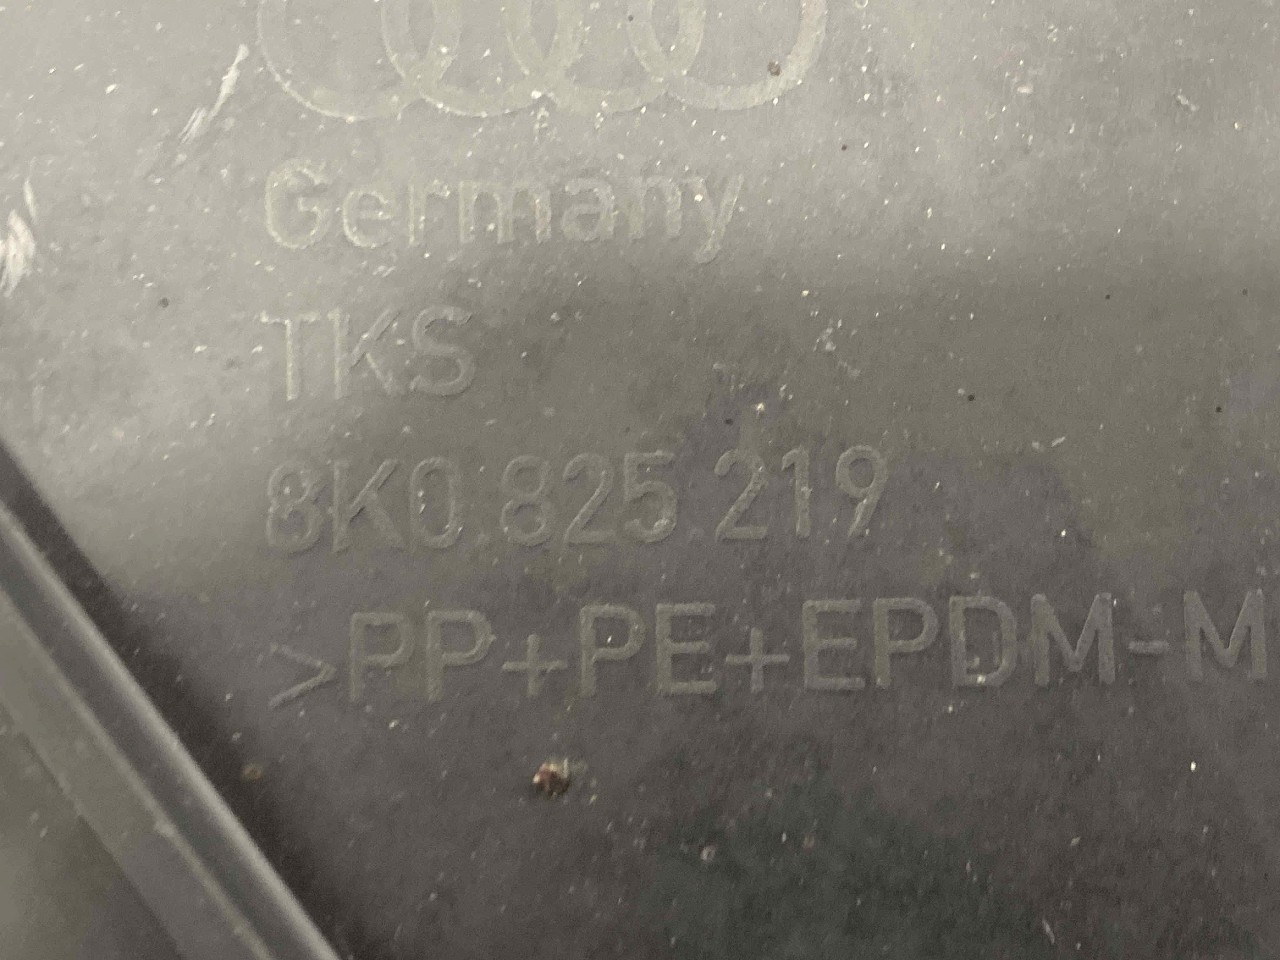 Germany
TKS
8K0.825.219
>PP+PE+EPDM-M